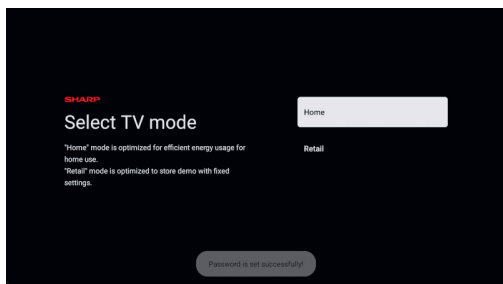 SHARP
Select TV mode
"Home" mode is optimized for efficient energy usage for
home use.
"Retail" mode is optimized to store demo with fixed
settings.
Home
Retail
Password is set successfully!